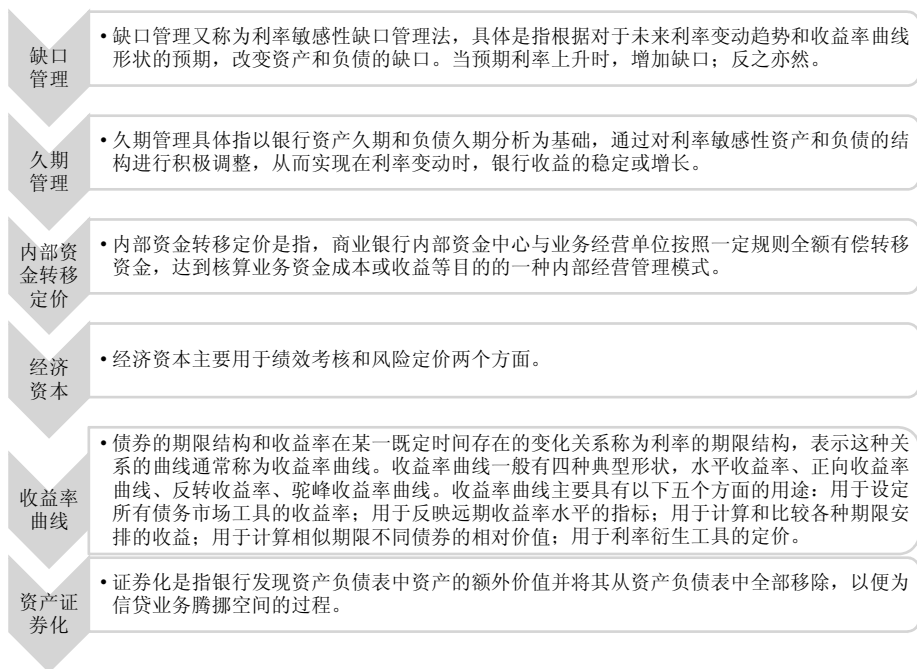 缺口
管理
• 缺口管理又称为利率敏感性缺口管理法，具体是指根据对于未来利率变动趋势和收益率曲线
形状的预期，改变资产和负债的缺口。当预期利率上升时，增加缺口；反之亦然。
久期
管理
• 久期管理具体指以银行资产久期和负债久期分析为基础，通过对利率敏感性资产和负债的结
构进行积极调整，从而实现在利率变动时，银行收益的稳定或增长。
内部资
金转移
定价
• 内部资金转移定价是指，商业银行内部资金中心与业务经营单位按照一定规则全额有偿转移
资金，达到核算业务资金成本或收益等目的的一种内部经营管理模式。
经济
资本
• 经济资本主要用于绩效考核和风险定价两个方面。
收益率
曲线
• 债券的期限结构和收益率在某一既定时间存在的变化关系称为利率的期限结构，表示这种关
系的曲线通常称为收益率曲线。收益率曲线一般有四种典型形状，水平收益率、正向收益率
曲线、反转收益率、驼峰收益率曲线。收益率曲线主要具有以下五个方面的用途：用于设定
所有债务市场工具的收益率；用于反映远期收益率水平的指标；用于计算和比较各种期限安
排的收益；用于计算相似期限不同债券的相对价值；用于利率衍生工具的定价。
资产证
券化
• 证券化是指银行发现资产负债表中资产的额外价值并将其从资产负债表中全部移除，以便为
信贷业务腾挪空间的过程。